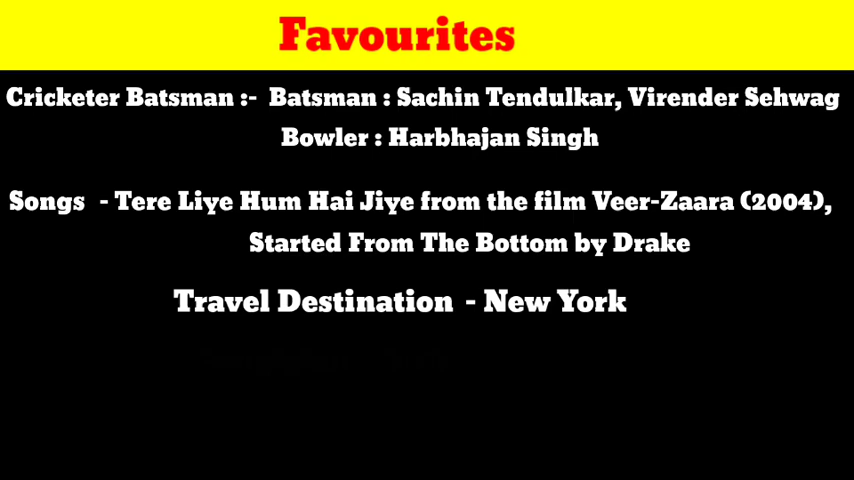 Favourites
Cricketer Batsman :- Batsman : Sachin Tendulkar, Virender Sehwag
Bowler : Harbhajan Singh
Songs - Tere Liye Hum Hai Jiye from the film Veer-Zaara (2004),
Started From The Bottom by Drake
Travel Destination - New York